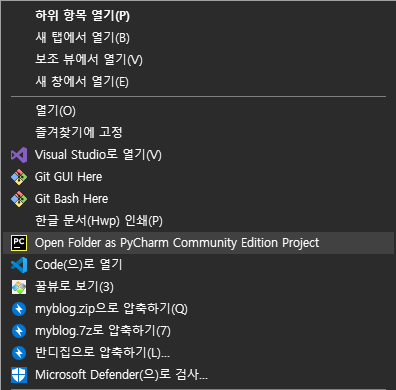 하위 항목 열기(P)
새 탭에서 열기(B)
보조 뷰에서 열기(V)
새 창에서 열기(E)
열기(O)
즐겨찾기에 고정
Visual Studio로 열기(V)
Git GUI Here
Git Bash Here
한글 문서(Hwp) 인쇄(P)
PC Open Folder as PyCharm Community Edition Project
Code(으)로 열기
꿀뷰로 보기(3)
myblog.zip으로 압축하기(Q)
myblog.7z로 압축하기(7)
반디집으로 압축하기(L)...
Microsoft Defender(으)로 검사...